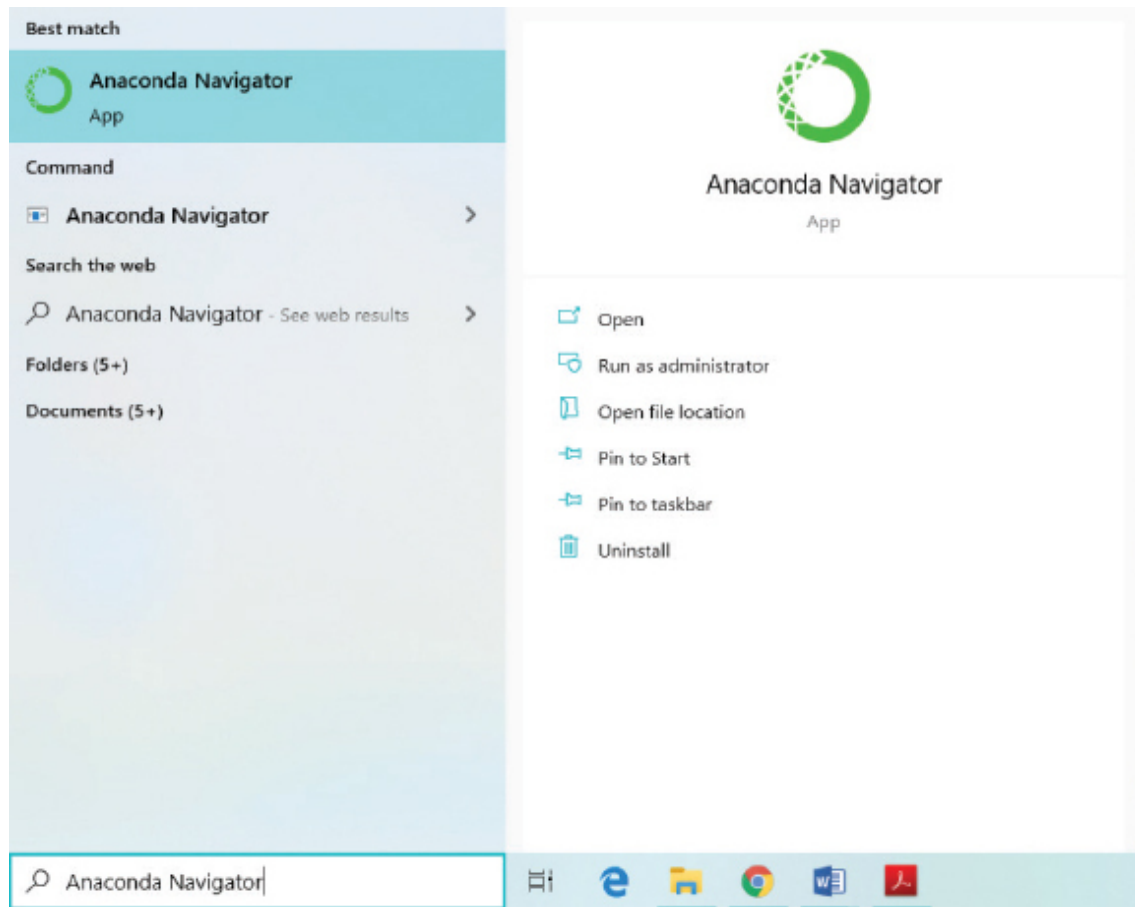 Best match
Anaconda Navigator
App
Command
Anaconda Navigator
Search the web
Anaconda Navigator - See web results
Folders (5+)
Documents (5+)
Anaconda Navigator
App
Open
Run as administrator
Open file location
Pin to Start
Pin to taskbar
Uninstall
Anaconda Navigator